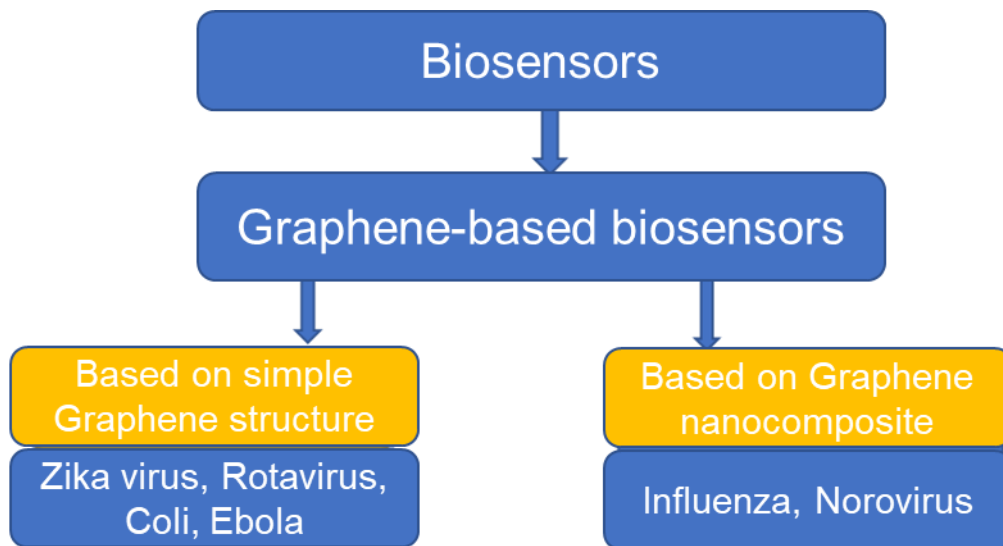 Biosensors
Graphene-based biosensors
Based on simple
Graphene structure
Zika virus, Rotavirus,
Coli, Ebola
Based on Graphene
nanocomposite
Influenza, Norovirus